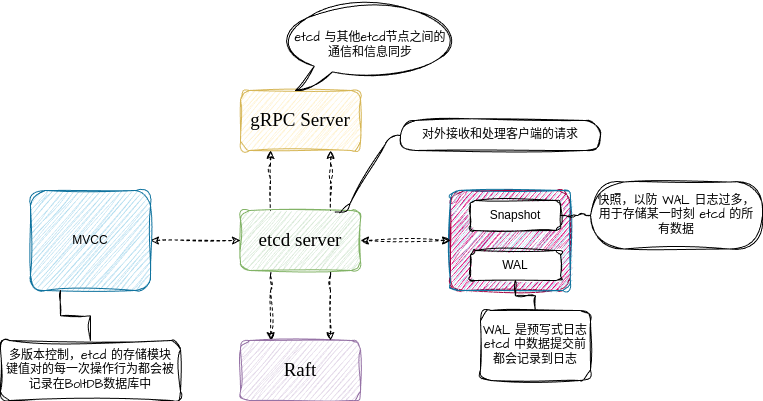 etcd 与其他etcd节点之间的
通信和信息同步
gRPC Server
对外接收和处理客户端的请求
MVCC
etcd server
Snapshot
WAL
快照，以防 WAL 日志过多，
用于存储某一时刻 etcd 的所
有数据
WAL 是预写式日志
etcd 中数据提交前
都会记录到日志
多版本控制，etcd 的存储模块
键值对的每一次操作行为都会被
记录在BoltDB数据库中
Raft